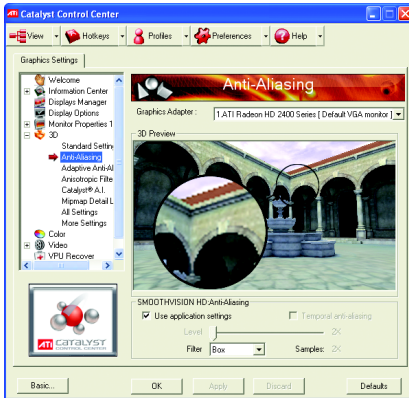 ATI Catalyst Control Center
View Hotkeys Profiles Preferences Help
Graphics Settings
Welcome
Information Center
Displays Manager
Display Options
Monitor Properties 1
3D
Standard Settin
Anti-Aliasing
Adaptive Anti-Al
Anisotropic Filte
Catalyst® A.I.
Mipmap Detail L
All Settings
More Settings
Color
Video
VPU Recover
ATI CATALYST
CONTROL CENTER
Anti-Aliasing
Graphics Adapter :
1.ATI Radeon HD 2400 Series [ Default VGA monitor ]
3D Preview
SMOOTHVISION HD:Anti-Aliasing
Use application settings
Temporal anti-aliasing
Level
2X
Filter Box Samples: 2X
Basic... OK Apply Discard Defaults